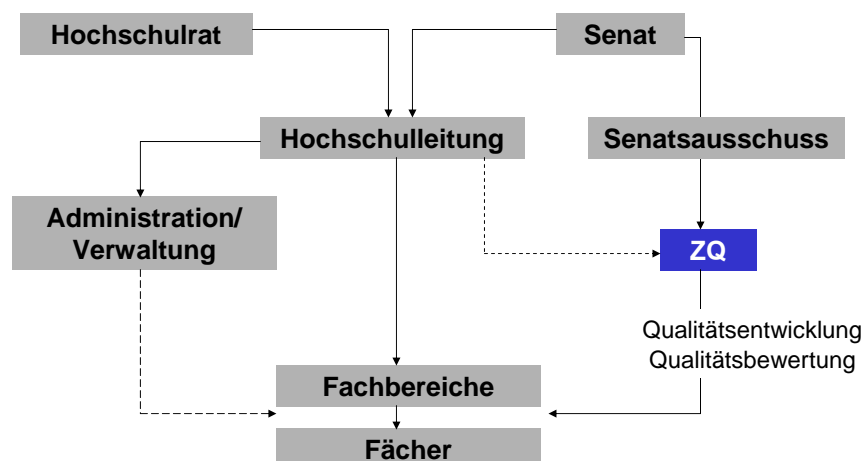 Hochschulrat
Senat
Hochschulleitung
Senatsausschuss
Administration/
Verwaltung
ZQ
Qualitätsentwicklung
Qualitätsbewertung
Fachbereiche
Fächer